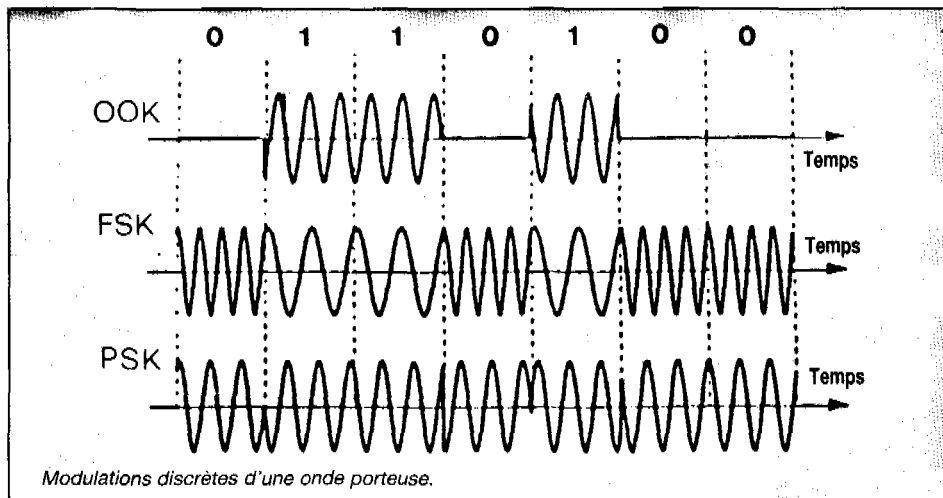 0 1 1 0 1 0 0
OOK
Temps
FSK
Temps
PSK
Temps
Modulations discrètes d'une onde porteuse.